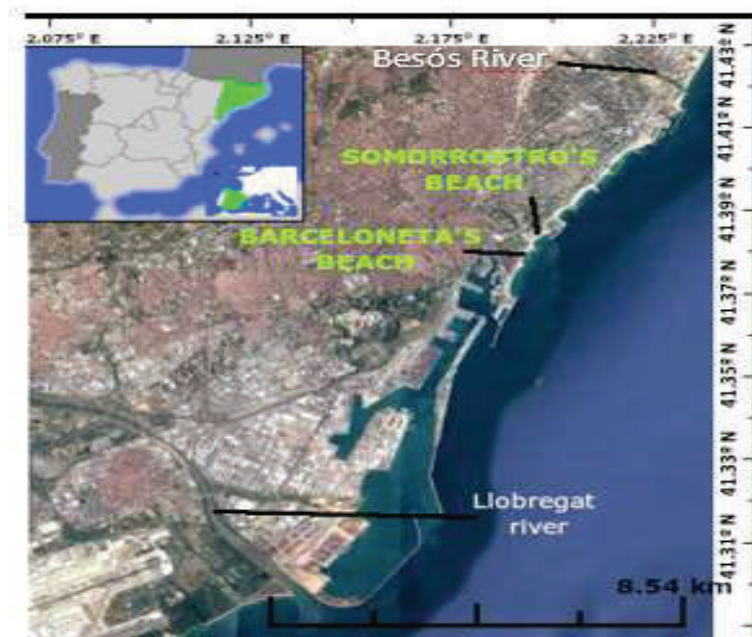 2.075° E 2.125° E 2.175° E 2.225° E
Besós River
SOMORROSTRO'S
BEACH
BARCELONETA'S
BEACH
Llobregat
river
8.54 km
41.43° N
41.41° N
41.39° N
41.37° N
41.35° N
41.33° N
41.31° N